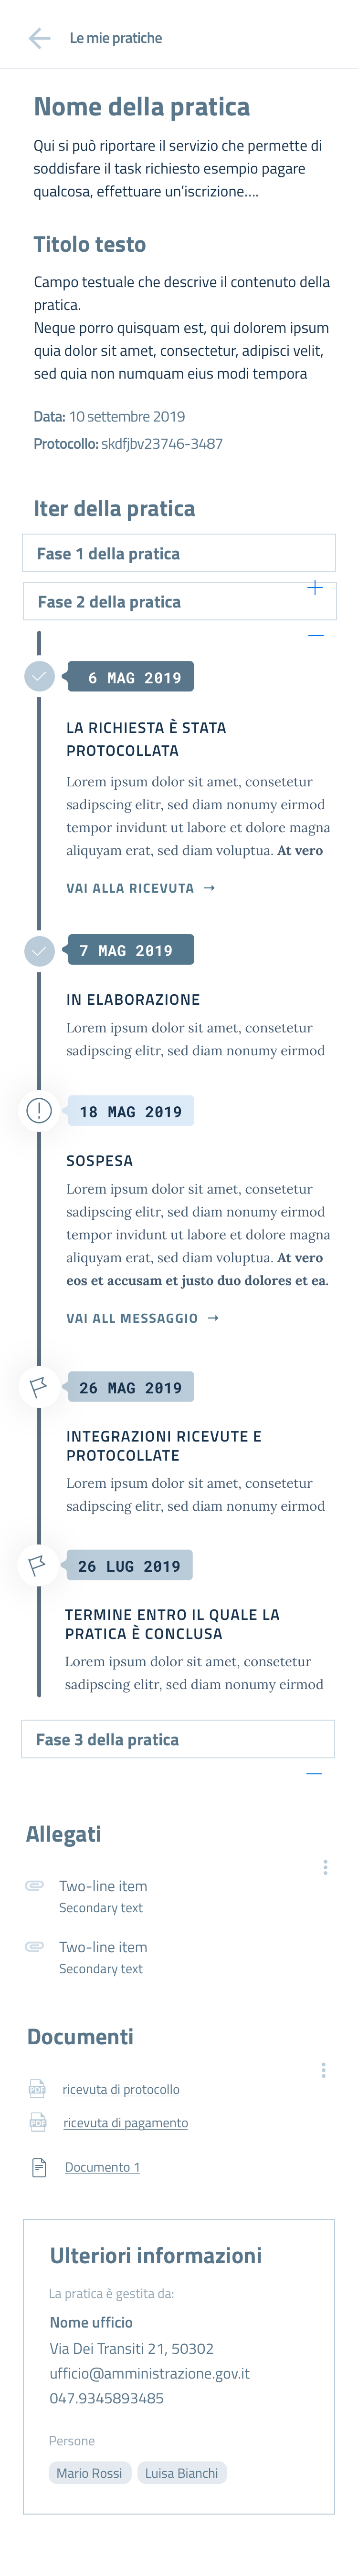 Le mie pratiche
Nome della pratica
Qui si può riportare il servizio che permette di
soddisfare il task richiesto esempio pagare
qualcosa, effettuare un’iscrizione....
Titolo testo
Campo testuale che descrive il contenuto della
pratica.
Neque porro quisquam est, qui dolorem ipsum
quia dolor sit amet, consectetur, adipisci velit,
sed quia non numquam eius modi tempora
Data: 10 settembre 2019
Protocollo: skdfjbv23746-3487
Iter della pratica
Fase 1 della pratica
Fase 2 della pratica
6 MAG 2019
LA RICHIESTA È STATA
PROTOCOLLATA
Lorem ipsum dolor sit amet, consetetur
sadipscing elitr, sed diam nonumy eirmod
tempor invidunt ut labore et dolore magna
aliquyam erat, sed diam voluptua. At vero
VAI ALLA RICEVUTA →
7 MAG 2019
IN ELABORAZIONE
Lorem ipsum dolor sit amet, consetetur
sadipscing elitr, sed diam nonumy eirmod
18 MAG 2019
SOSPESA
Lorem ipsum dolor sit amet, consetetur
sadipscing elitr, sed diam nonumy eirmod
tempor invidunt ut labore et dolore magna
aliquyam erat, sed diam voluptua. At vero
eos et accusam et justo duo dolores et ea.
VAI ALL MESSAGGIO →
26 MAG 2019
INTEGRAZIONI RICEVUTE E
PROTOCOLLATE
Lorem ipsum dolor sit amet, consetetur
sadipscing elitr, sed diam nonumy eirmod
26 LUG 2019
TERMINE ENTRO IL QUALE LA
PRATICA È CONCLUSA
Lorem ipsum dolor sit amet, consetetur
sadipscing elitr, sed diam nonumy eirmod
Fase 3 della pratica
Allegati
Two-line item
Secondary text
Two-line item
Secondary text
Documenti
PDF ricevuta di protocollo
PDF ricevuta di pagamento
Documento 1
Ulteriori informazioni
La pratica è gestita da:
Nome ufficio
Via Dei Transiti 21, 50302
ufficio@amministrazione.gov.it
047.9345893485
Persone
Mario Rossi Luisa Bianchi